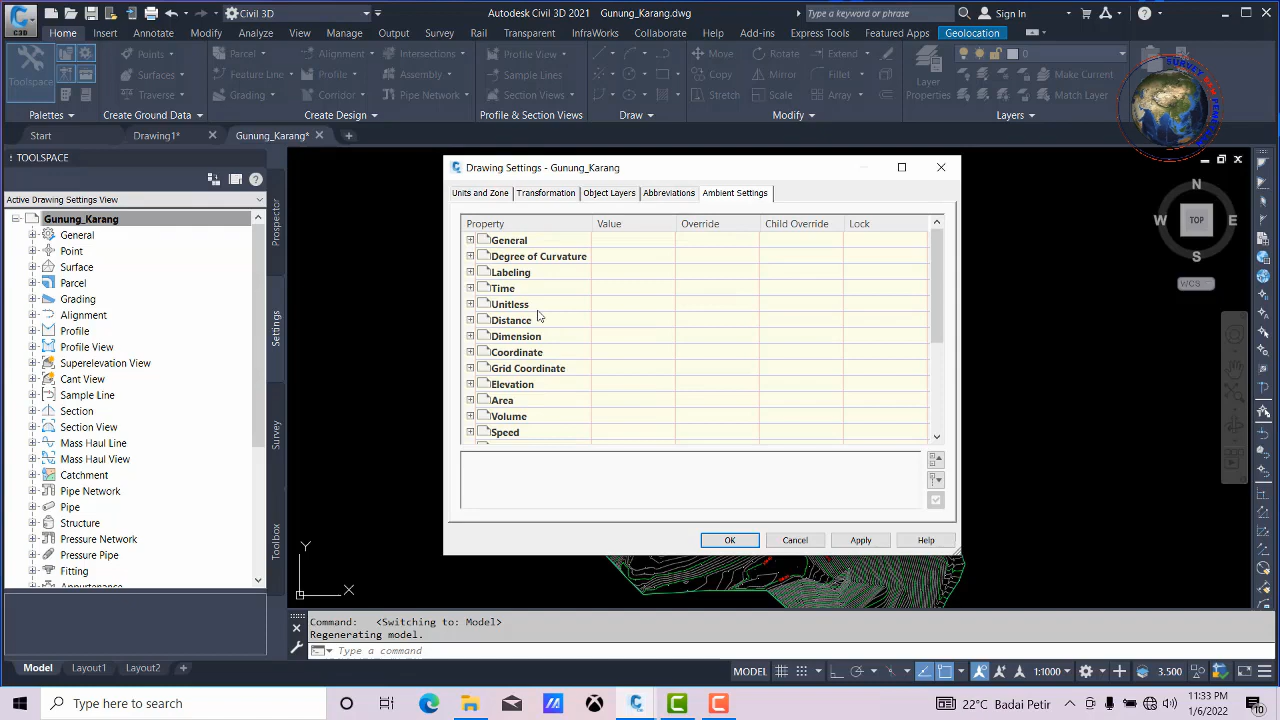 C3D
Civil 3D
Autodesk Civil 3D 2021 Gunung_Karang.dwg
Type a keyword or phrase
Sign In
Home Insert Annotate Modify Analyze View Manage Output Survey Rail Transparent InfraWorks Collaborate Help Add-ins Express Tools Featured Apps Geolocation
Toolspace
Palettes
Points
Surfaces
Traverse
Create Ground Data
Parcel
Feature Line
Grading
Alignment
Profile
Corridor
Intersections
Assembly
Pipe Network
Create Design
Profile View
Sample Lines
Section Views
Profile & Section Views
Draw
Move
Copy
Stretch
Rotate
Mirror
Scale
Extend
Fillet
Array
Modify
Layer
Properties
0
Make Current
Match Layer
Layers
Start
Drawing1*
Gunung_Karang*
TOOLSPACE
Active Drawing Settings View
Gunung_Karang
General
Point
Surface
Parcel
Grading
Alignment
Profile
Profile View
Superelevation View
Cant View
Sample Line
Section
Section View
Mass Haul Line
Mass Haul View
Catchment
Pipe Network
Pipe
Structure
Pressure Network
Pressure Pipe
Fitting
Appurtenance
Prospector
Settings
Survey
Toolbox
Drawing Settings - Gunung_Karang
Units and Zone
Transformation
Object Layers
Abbreviations
Ambient Settings
Property Value Override Child Override Lock
General
Degree of Curvature
Labeling
Time
Unitless
Distance
Dimension
Coordinate
Grid Coordinate
Elevation
Area
Volume
Speed
OK
Cancel
Apply
Help
N
W
TOP
E
S
WCS
Y
X
Command: <Switching to: Model>
Regenerating model.
Type a command
Model
Layout1
Layout2
MODEL
1:1000
3.500
Type here to search
22°C Badai Petir
11:33 PM
1/6/2022
10